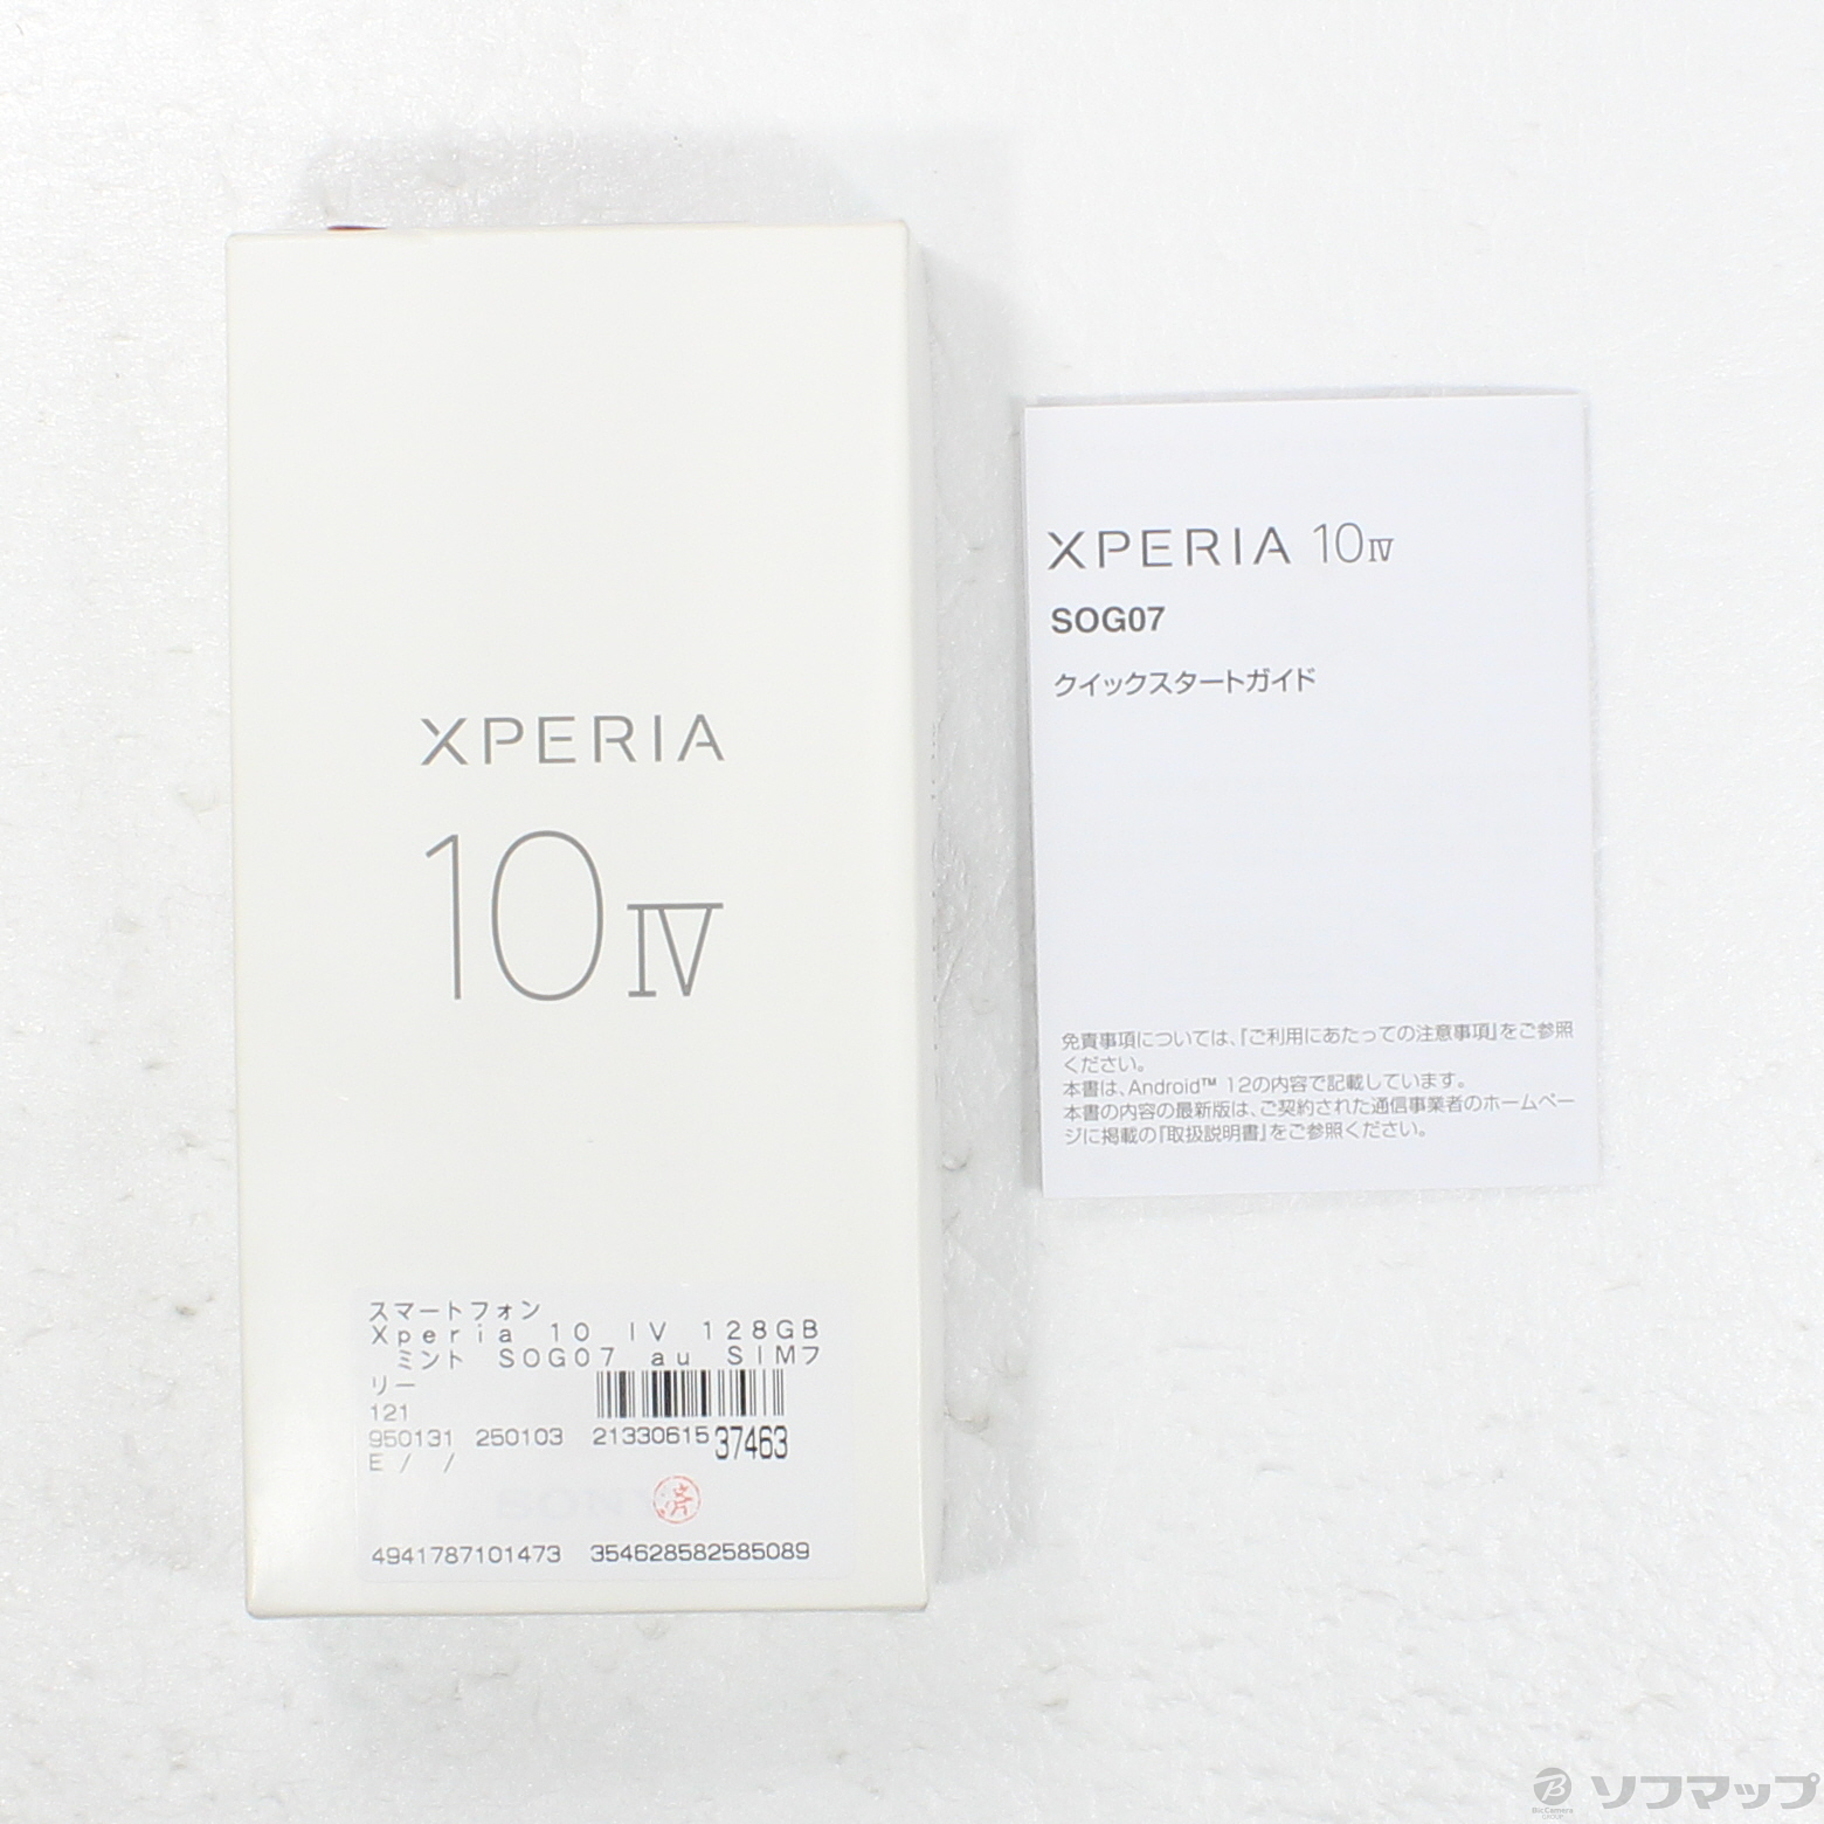 XPERIA
10 IV
スマートフォン
Xperia 10 IV 128GB
ミント SOG07 au SIMフ
リー
121
950131 250103 21330615 37463
E / /
済
4941787101473 354628582585089
XPERIA 10 IV
SOG07
クイックスタートガイド
免責事項については、『ご利用にあたっての注意事項』をご参照
ください。
本書は、Android™ 12の内容で記載しています。
本書の内容の最新版は、ご契約された通信事業者のホームペー
ジに掲載の『取扱説明書』をご参照ください。
B BicCamera GROUP ソフマップ